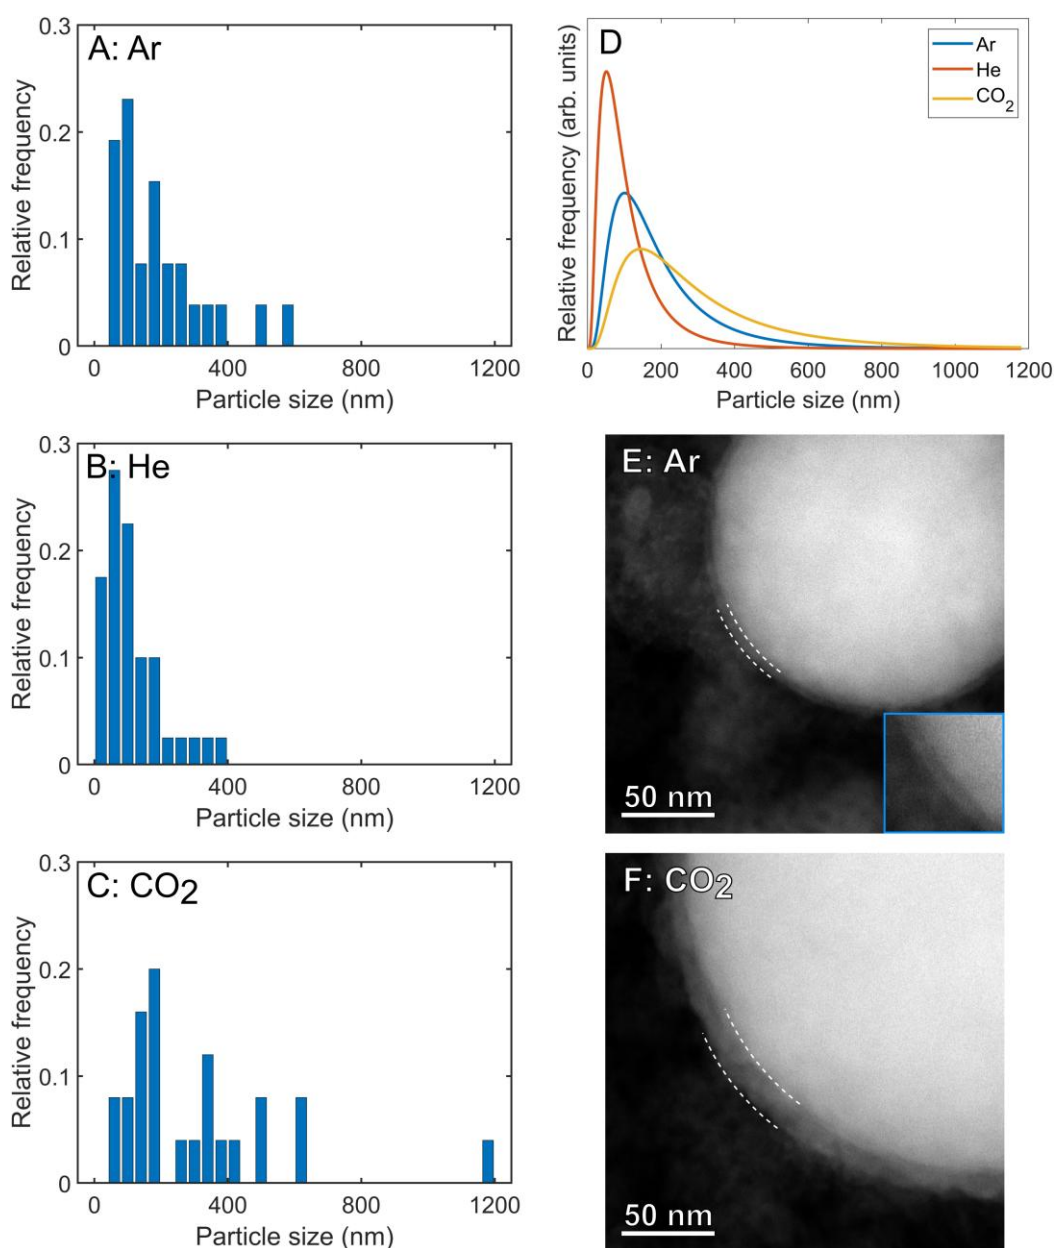 A: Ar
0.3
0.2
0.1
0
Relative frequency
0 400 800 1200
Particle size (nm)
D
Ar
He
CO2
Relative frequency (arb. units)
0 200 400 600 800 1000 1200
Particle size (nm)
B: He
0.3
0.2
0.1
0
Relative frequency
0 400 800 1200
Particle size (nm)
E: Ar
50 nm
C: CO2
0.3
0.2
0.1
0
Relative frequency
0 400 800 1200
Particle size (nm)
F: CO2
50 nm